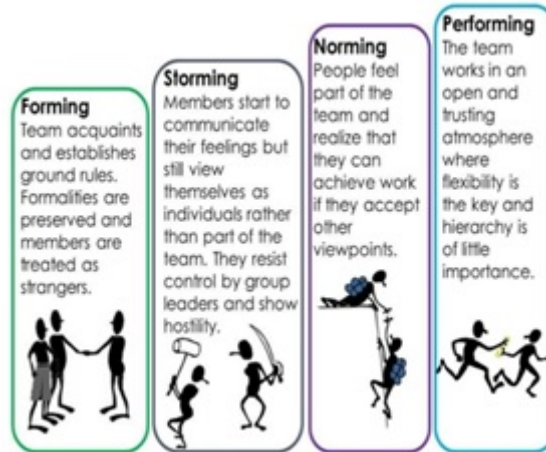 Forming
Team acquaints
and establishes
ground rules.
Formalities are
preserved and
members are
treated as
strangers.
Storming
Members start to
communicate
their feelings but
still view
themselves as
individuals rather
than part of the
team. They resist
control by group
leaders and show
hostility.
Norming
People feel
part of the
team and
realize that
they can
achieve work
if they accept
other
viewpoints.
Performing
The team
works in an
open and
trusting
atmosphere
where
flexibility is
the key and
hierarchy is
of little
importance.